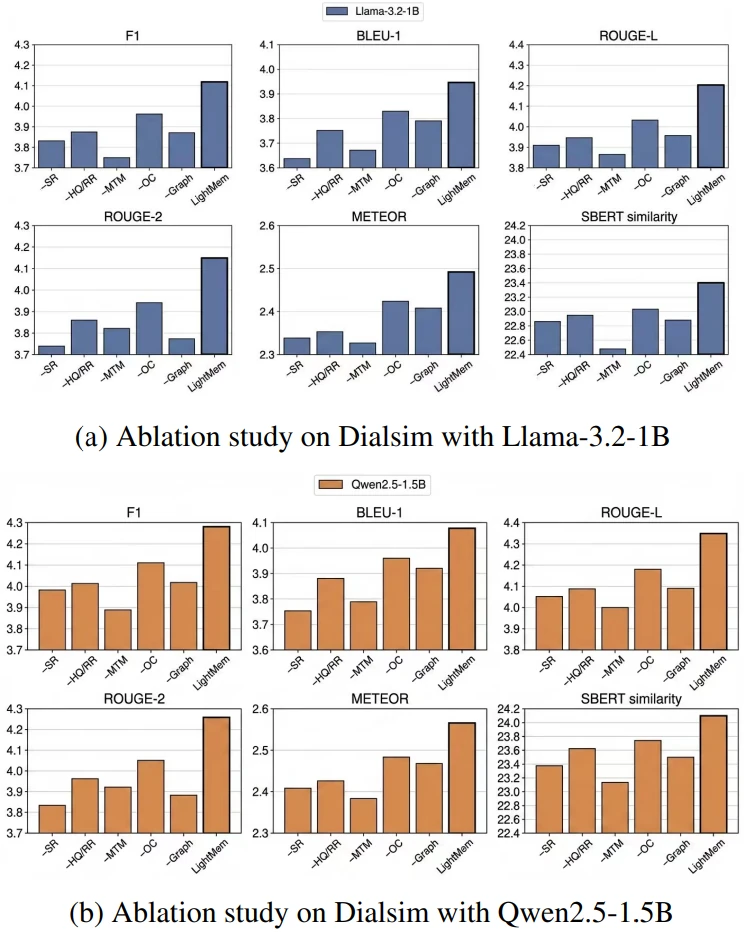 Llama-3.2-1B
F1 BLEU-1 ROUGE-L
4.3 4.1 4.4
4.2 4.0 4.3
4.1 3.9 4.2
4.0 3.8 4.1
3.9 3.7 4.0
3.8 3.6 3.9
3.7 3.8
–SR –HQ/RR –MTM –OC –Graph LightMem –SR –HQ/RR –MTM –OC –Graph LightMem –SR –HQ/RR –MTM –OC –Graph LightMem
ROUGE-2 METEOR SBERT similarity
4.3 2.6 24.2
4.2 2.5 24.0
4.1 2.4 23.8
4.0 2.3 23.6
3.9 23.4
3.8 23.2
3.7 23.0
22.8
22.6
22.4
–SR –HQ/RR –MTM –OC –Graph LightMem –SR –HQ/RR –MTM –OC –Graph LightMem –SR –HQ/RR –MTM –OC –Graph LightMem
(a) Ablation study on Dialsim with Llama-3.2-1B
Qwen2.5-1.5B
F1 BLEU-1 ROUGE-L
4.3 4.1 4.4
4.2 4.0 4.3
4.1 3.9 4.2
4.0 3.8 4.1
3.9 3.7 4.0
3.8 3.6 3.9
3.7 3.8
–SR –HQ/RR –MTM –OC –Graph LightMem –SR –HQ/RR –MTM –OC –Graph LightMem –SR –HQ/RR –MTM –OC –Graph LightMem
ROUGE-2 METEOR SBERT similarity
4.3 2.6 24.2
4.2 2.5 24.0
4.1 2.4 23.8
4.0 2.3 23.6
3.9 23.5
3.8 23.2
3.7 23.0
22.8
22.6
22.4
–SR –HQ/RR –MTM –OC –Graph LightMem –SR –HQ/RR –MTM –OC –Graph LightMem –SR –HQ/RR –MTM –OC –Graph LightMem
(b) Ablation study on Dialsim with Qwen2.5-1.5B